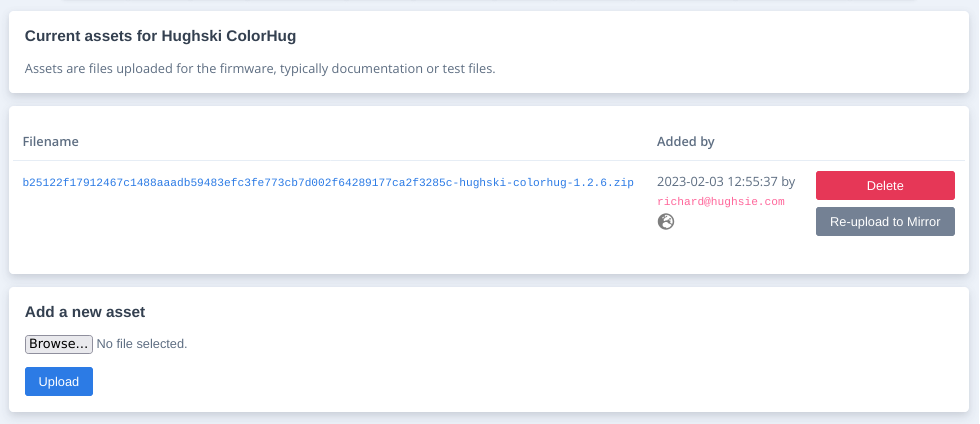 Current assets for Hughski ColorHug
Assets are files uploaded for the firmware, typically documentation or test files.
Filename
Added by
b25122f17912467c1488aaadb59483efc3fe773cb7d002f64289177ca2f3285c-hughski-colorhug-1.2.6.zip
2023-02-03 12:55:37 by
richard@hughsie.com
Delete
Re-upload to Mirror
Add a new asset
Browse... No file selected.
Upload